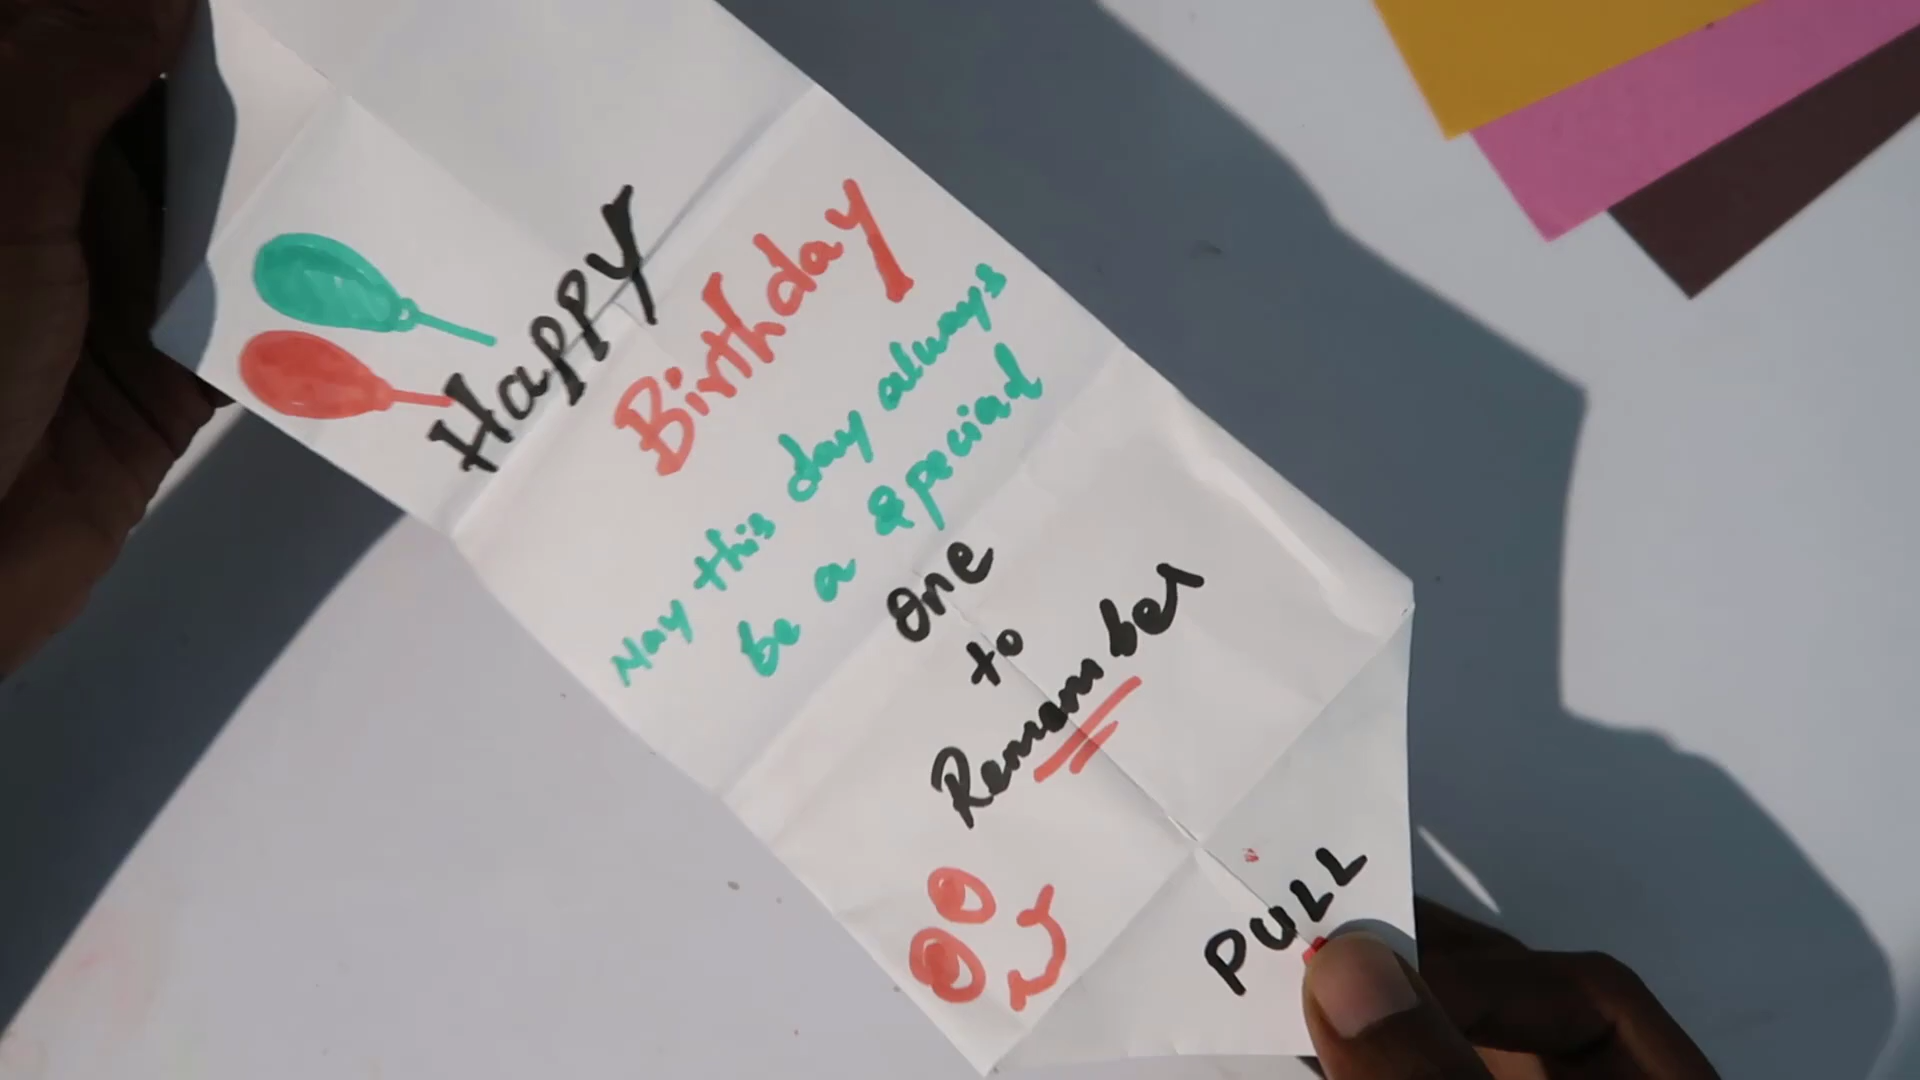 Happy
Birthday
May this day always
be a special
one
to
Remember
PULL